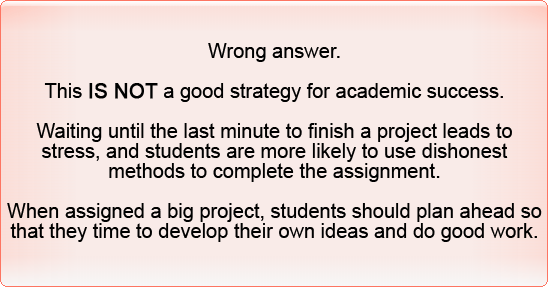 Wrong answer.
This IS NOT a good strategy for academic success.
Waiting until the last minute to finish a project leads to
stress, and students are more likely to use dishonest
methods to complete the assignment.
When assigned a big project, students should plan ahead so
that they time to develop their own ideas and do good work.